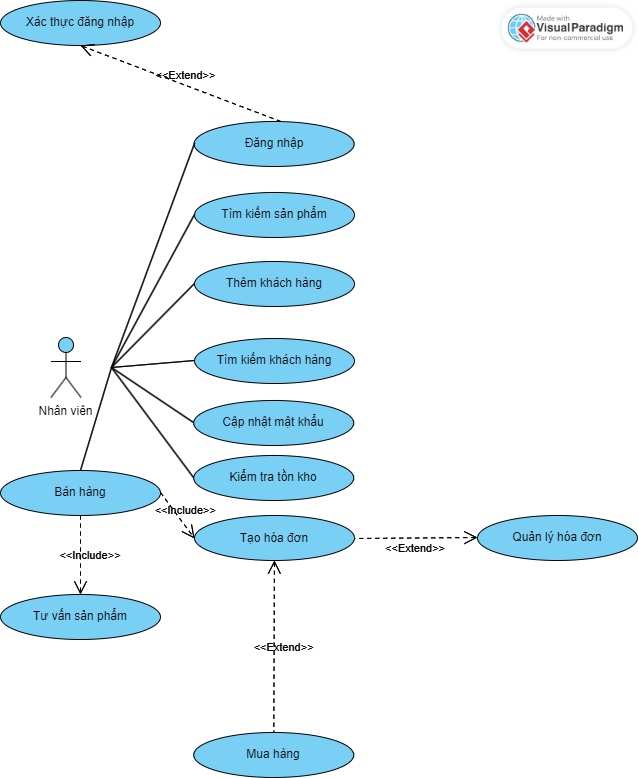 Xác thực đăng nhập
Made with
Visual Paradigm
For non-commercial use
<<Extend>>
Đăng nhập
Tìm kiếm sản phẩm
Thêm khách hàng
Tìm kiếm khách hàng
Nhân viên
Cập nhật mật khẩu
Kiểm tra tồn kho
Bán hàng
<<Include>>
Tạo hóa đơn
Quản lý hóa đơn
<<Extend>>
<<Include>>
Tư vấn sản phẩm
<<Extend>>
Mua hàng